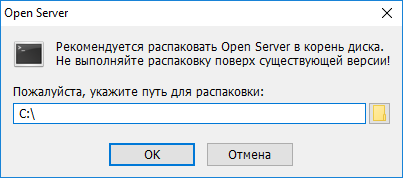 Open Server
Рекомендуется распаковать Open Server в корень диска.
Не выполняйте распаковку поверх существующей версии!
Пожалуйста, укажите путь для распаковки:
C:\
OK
Отмена